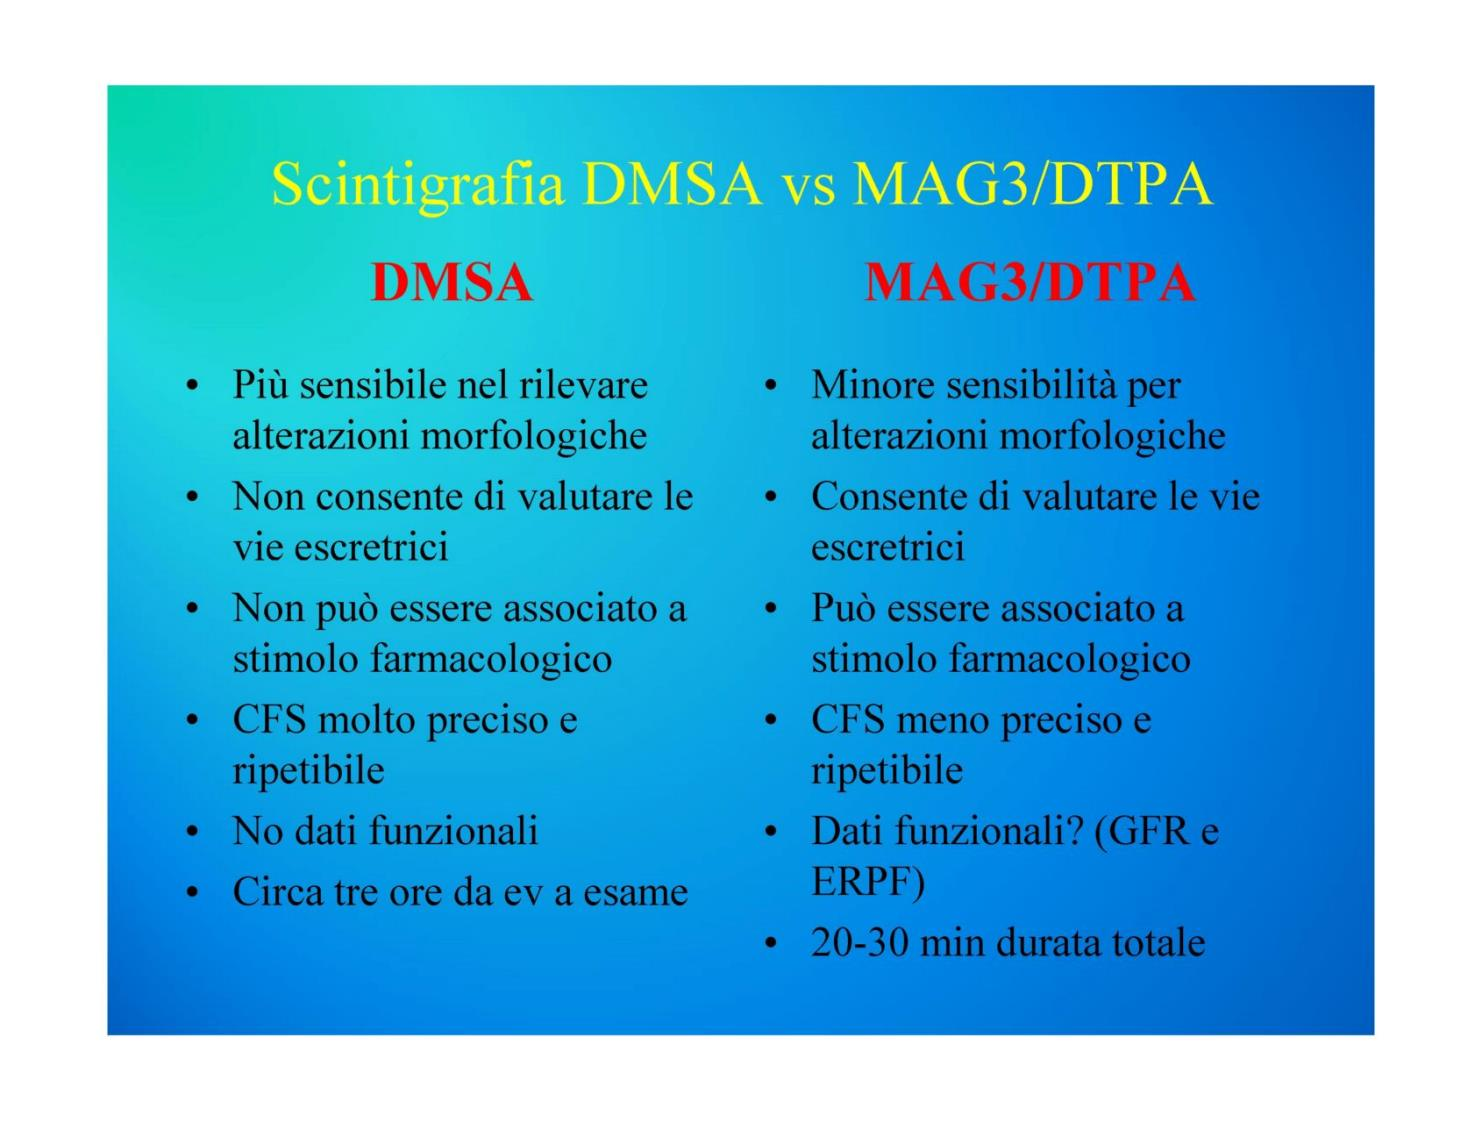 Scintigrafia DMSA vs MAG3/DTPA
DMSA
• Più sensibile nel rilevare
alterazioni morfologiche
• Non consente di valutare le
vie escretrici
• Non può essere associato a
stimolo farmacologico
• CFS molto preciso e
ripetibile
• No dati funzionali
• Circa tre ore da ev a esame
MAG3/DTPA
• Minore sensibilità per
alterazioni morfologiche
• Consente di valutare le vie
escretrici
• Può essere associato a
stimolo farmacologico
• CFS meno preciso e
ripetibile
• Dati funzionali? (GFR e
ERPF)
• 20-30 min durata totale